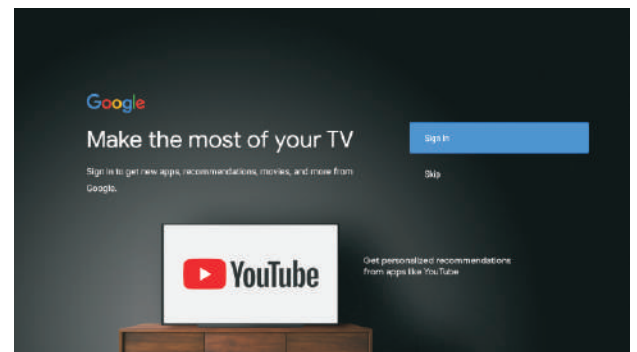 Google
Make the most of your TV
Sign in
Sign in to get new apps, recommendations, movies, and more from
Google.
Skip
YouTube
Get personalized recommendations
from apps like YouTube